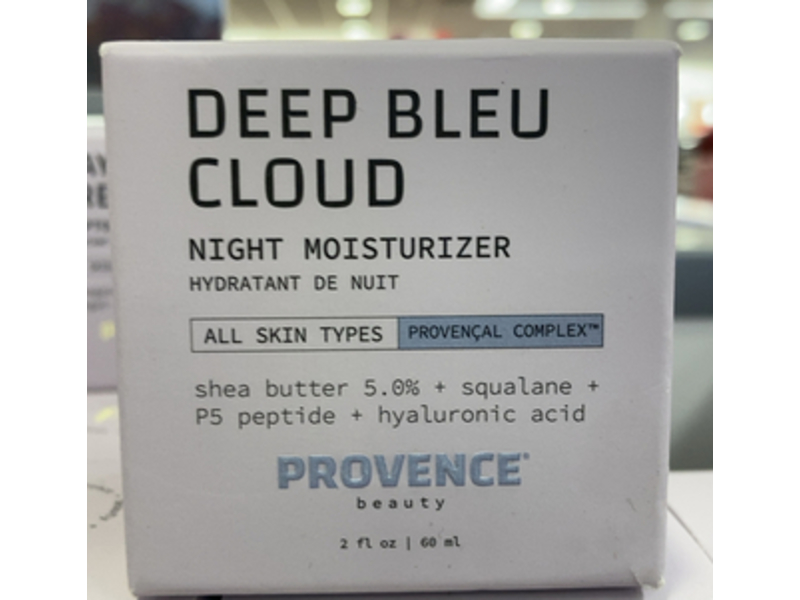 DEEP BLEU
CLOUD
NIGHT MOISTURIZER
HYDRATANT DE NUIT
ALL SKIN TYPES PROVENÇAL COMPLEX™
shea butter 5.0% + squalane +
P5 peptide + hyaluronic acid
PROVENCE®
beauty
2 fl oz | 60 ml